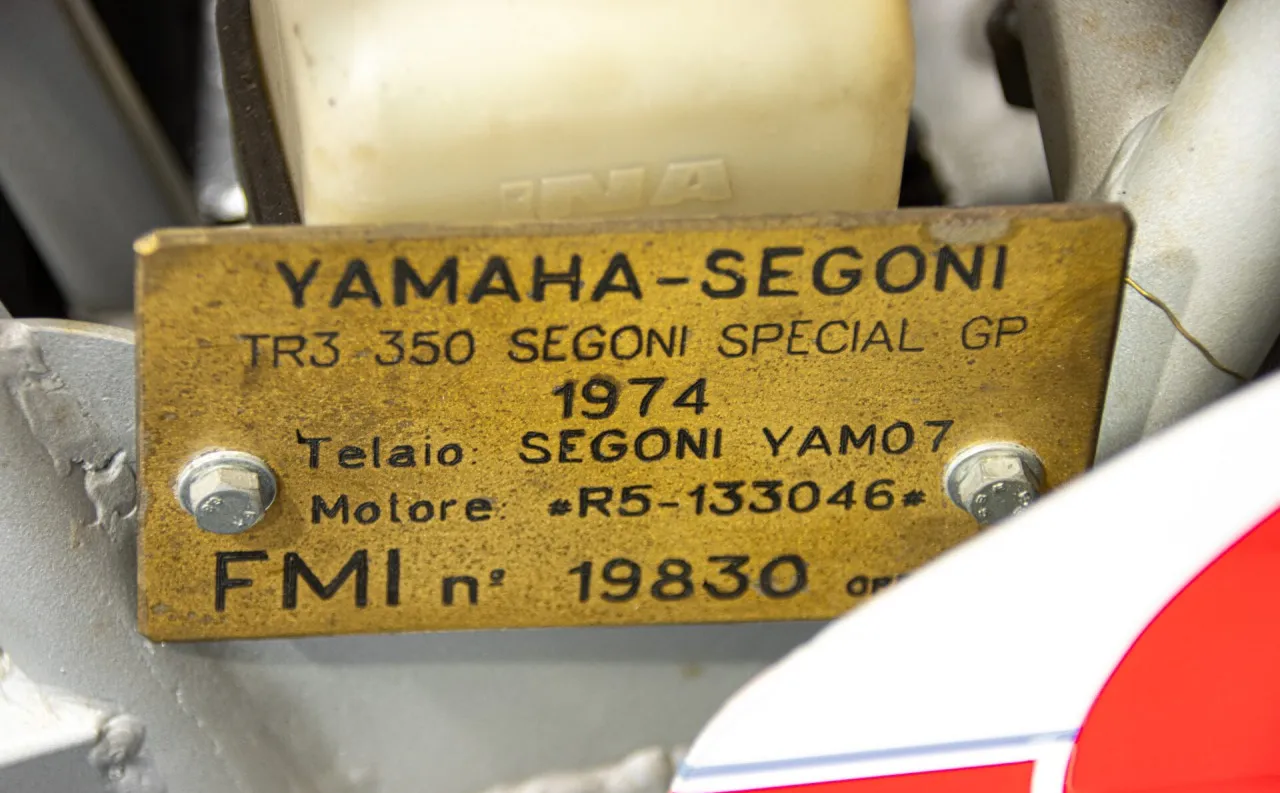 YAMAHA-SEGONI
TR3-350 SEGONI SPECIAL GP
1974
Telaio: SEGONI YAM07
Motore: *R5-133046*
FMI nº 19830